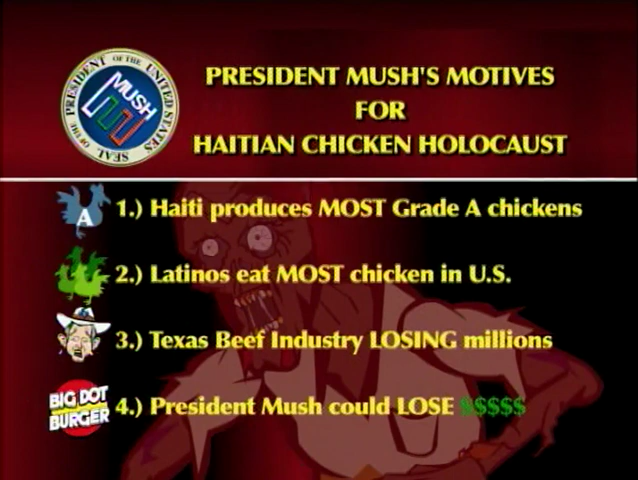 SEAL OF THE PRESIDENT OF THE UNITED STATES
MUSH
PRESIDENT MUSH'S MOTIVES
FOR
HAITIAN CHICKEN HOLOCAUST
A
1.) Haiti produces MOST Grade A chickens
2.) Latinos eat MOST chicken in U.S.
3.) Texas Beef Industry LOSING millions
BIG DOT
BURGER
4.) President Mush could LOSE $$$$$